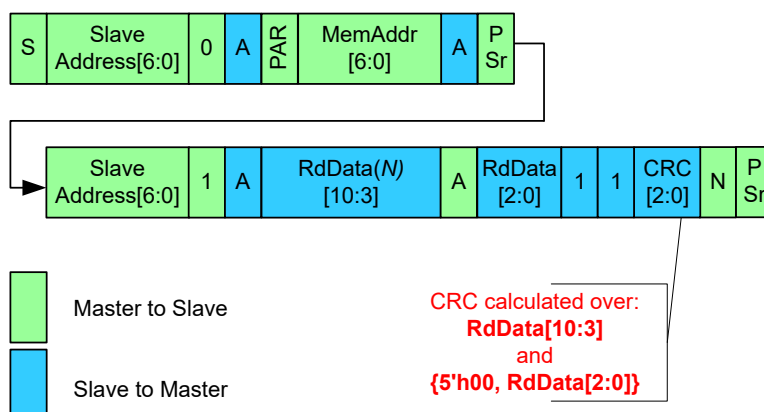 S
Slave
Address[6:0]
0
A
PAR
MemAddr
[6:0]
A
P
Sr
Slave
Address[6:0]
1
A
RdData(N)
[10:3]
A
RdData
[2:0]
1
1
CRC
[2:0]
N
P
Sr
Master to Slave
Slave to Master
CRC calculated over:
RdData[10:3]
and
{5'h00, RdData[2:0]}